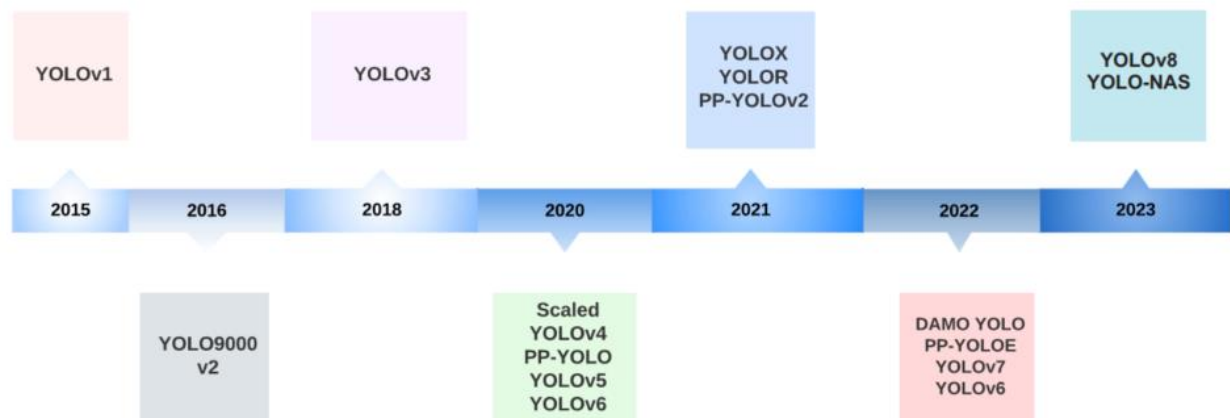 YOLOv1
YOLOv3
YOLOX
YOLOR
PP-YOLOv2
YOLOv8
YOLO-NAS
2015
2016
2018
2020
2021
2022
2023
YOLO9000
v2
Scaled
YOLOv4
PP-YOLO
YOLOv5
YOLOv6
DAMO YOLO
PP-YOLOE
YOLOv7
YOLOv6